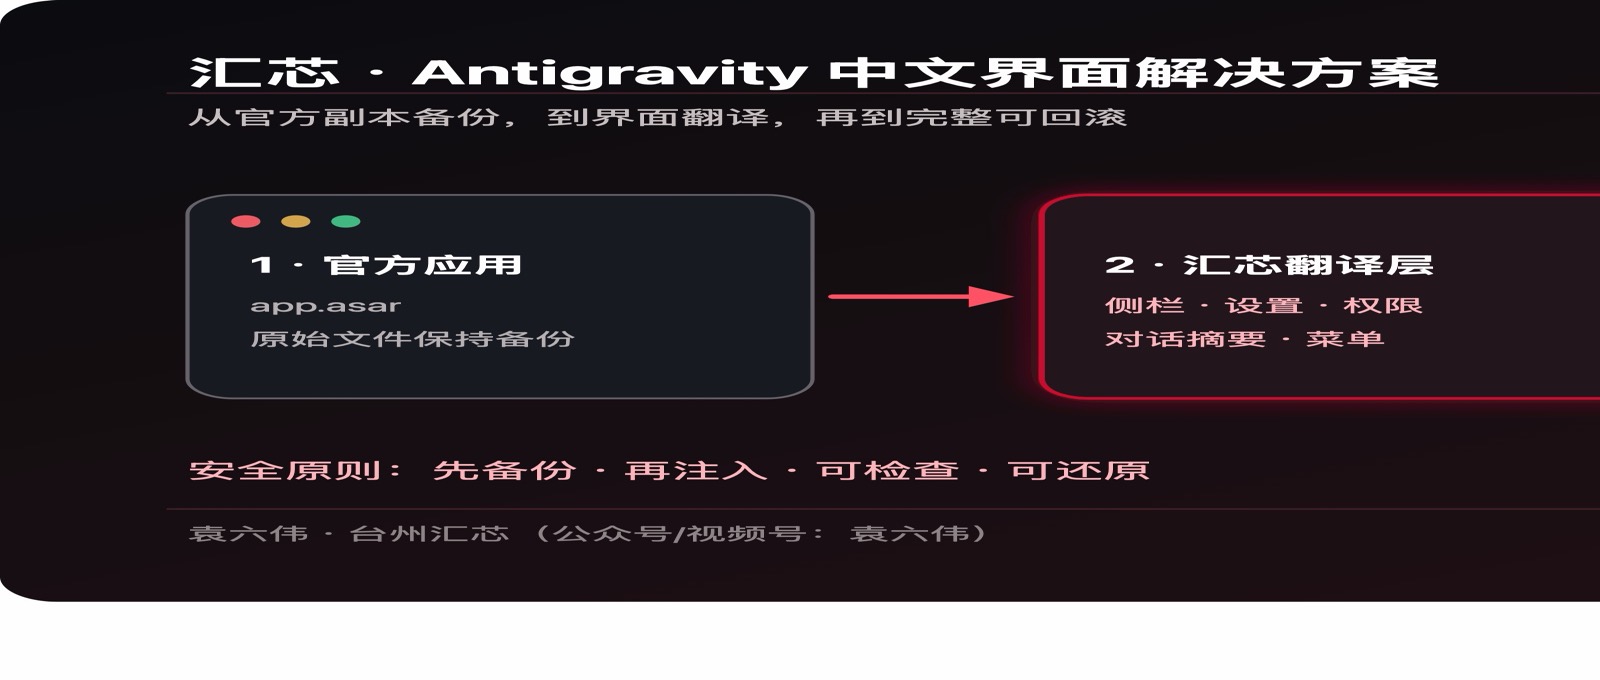 汇芯 · Antigravity 中文界面解决方案
从官方副本备份，到界面翻译，再到完整可回滚
1 · 官方应用
app.asar
原始文件保持备份
2 · 汇芯翻译层
侧栏 · 设置 · 权限
对话摘要 · 菜单
安全原则：先备份 · 再注入 · 可检查 · 可还原
袁六伟 · 台州汇芯（公众号/视频号：袁六伟）